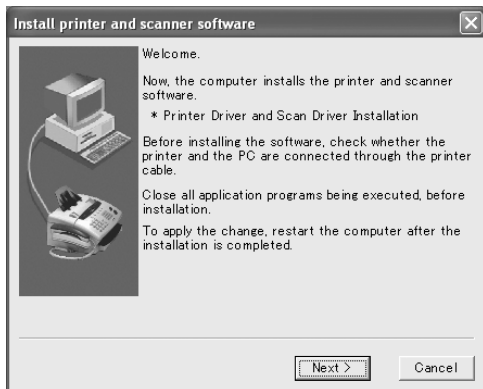 Install printer and scanner software
Welcome.
Now, the computer installs the printer and scanner
software.
* Printer Driver and Scan Driver Installation
Before installing the software, check whether the
printer and the PC are connected through the printer
cable.
Close all application programs being executed, before
installation.
To apply the change, restart the computer after the
installation is completed.
Next >
Cancel